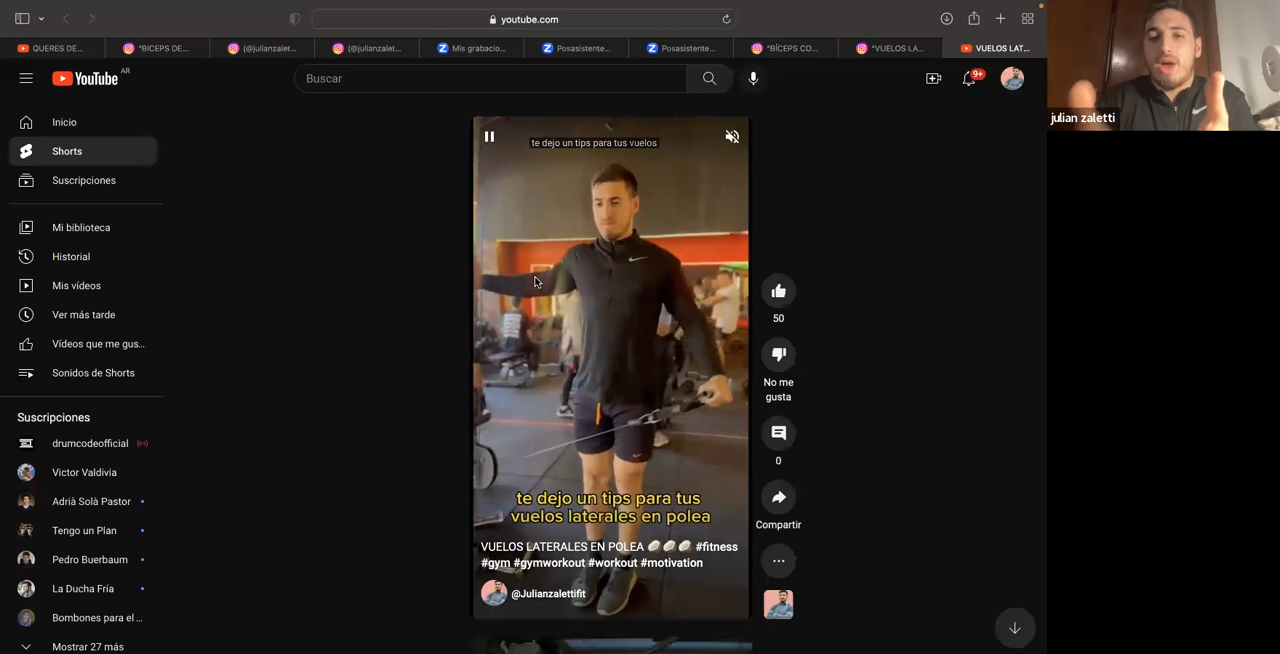 youtube.com
QUERES DE...
"BICEPS DE...
(@julianzalet...
(@julianzalet...
Mis grabacio...
Posasistente...
Posasistente...
"BÍCEPS CO...
"VUELOS LA...
VUELOS LAT...
YouTube AR
Buscar
9+
julian zaletti
Inicio
Shorts
Suscripciones
Mi biblioteca
Historial
Mis vídeos
Ver más tarde
Vídeos que me gus...
Sonidos de Shorts
Suscripciones
drumcodeofficial
Victor Valdivia
Adrià Solà Pastor
Tengo un Plan
Pedro Buerbaum
La Ducha Fría
Bombones para el ...
Mostrar 27 más
te dejo un tips para tus vuelos
te dejo un tips para tus
vuelos laterales en polea
VUELOS LATERALES EN POLEA 🥥🥥🥥 #fitness
#gym #gymworkout #workout #motivation
@Julianzalettifit
50
No me
gusta
0
Compartir